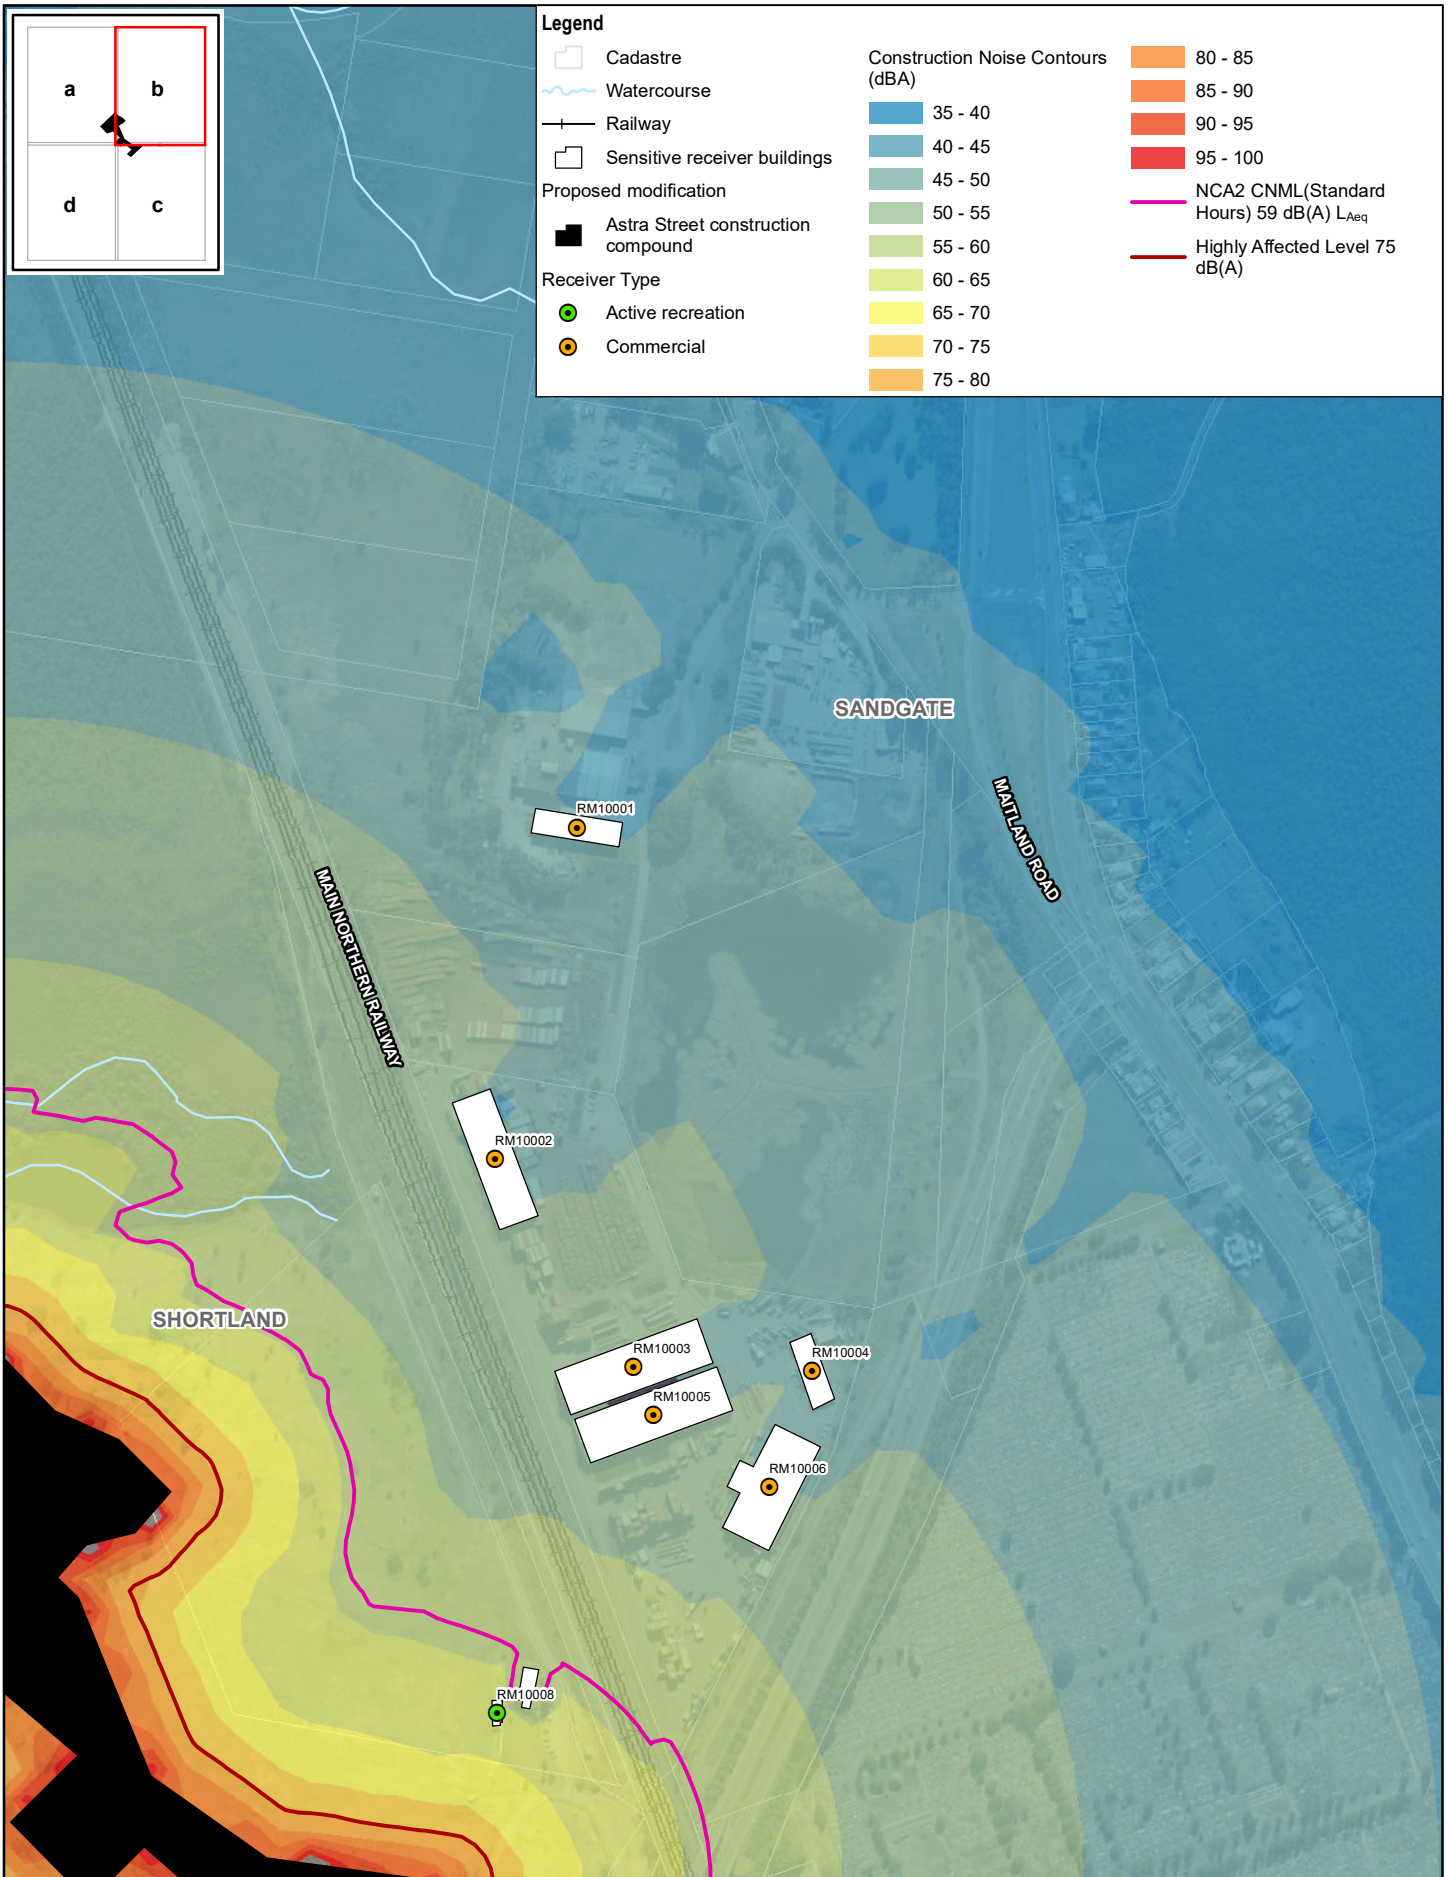 a
b
d
c
Legend
Cadastre
Watercourse
Railway
Sensitive receiver buildings
Proposed modification
Astra Street construction
compound
Receiver Type
Active recreation
Commercial
Construction Noise Contours
(dBA)
35 - 40
40 - 45
45 - 50
50 - 55
55 - 60
60 - 65
65 - 70
70 - 75
75 - 80
80 - 85
85 - 90
90 - 95
95 - 100
NCA2 CNML(Standard
Hours) 59 dB(A) LAeq
Highly Affected Level 75
dB(A)
SANDGATE
MAITLAND ROAD
RM10001
MAIN NORTHERN RAILWAY
RM10002
SHORTLAND
RM10003
RM10004
RM10005
RM10006
RM10008